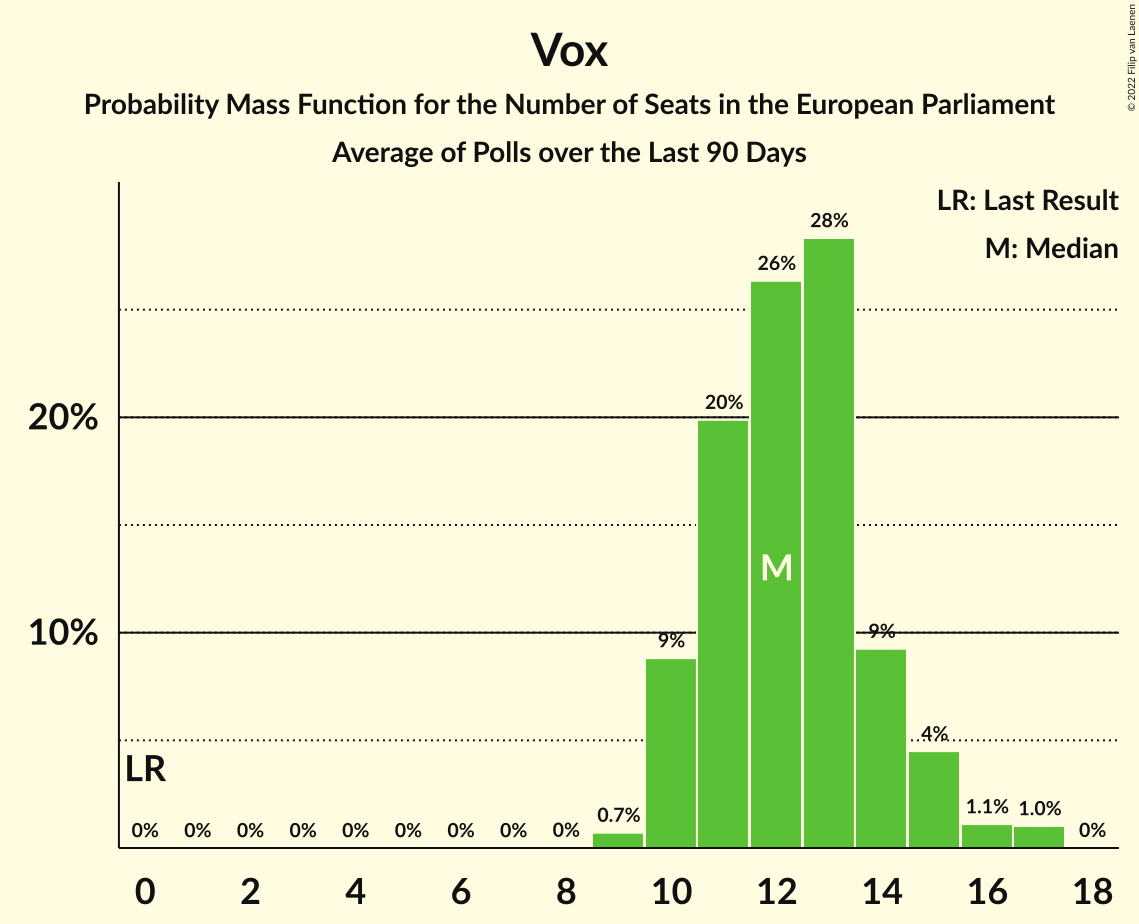 Vox
Probability Mass Function for the Number of Seats in the European Parliament
Average of Polls over the Last 90 Days
© 2022 Filip van Laenen
LR: Last Result
M: Median
28%
26%
20%
20%
M
10%
9%
9%
4%
LR
0% 0% 0% 0% 0% 0% 0% 0% 0% 0.7% 1.1% 1.0% 0%
0 2 4 6 8 10 12 14 16 18